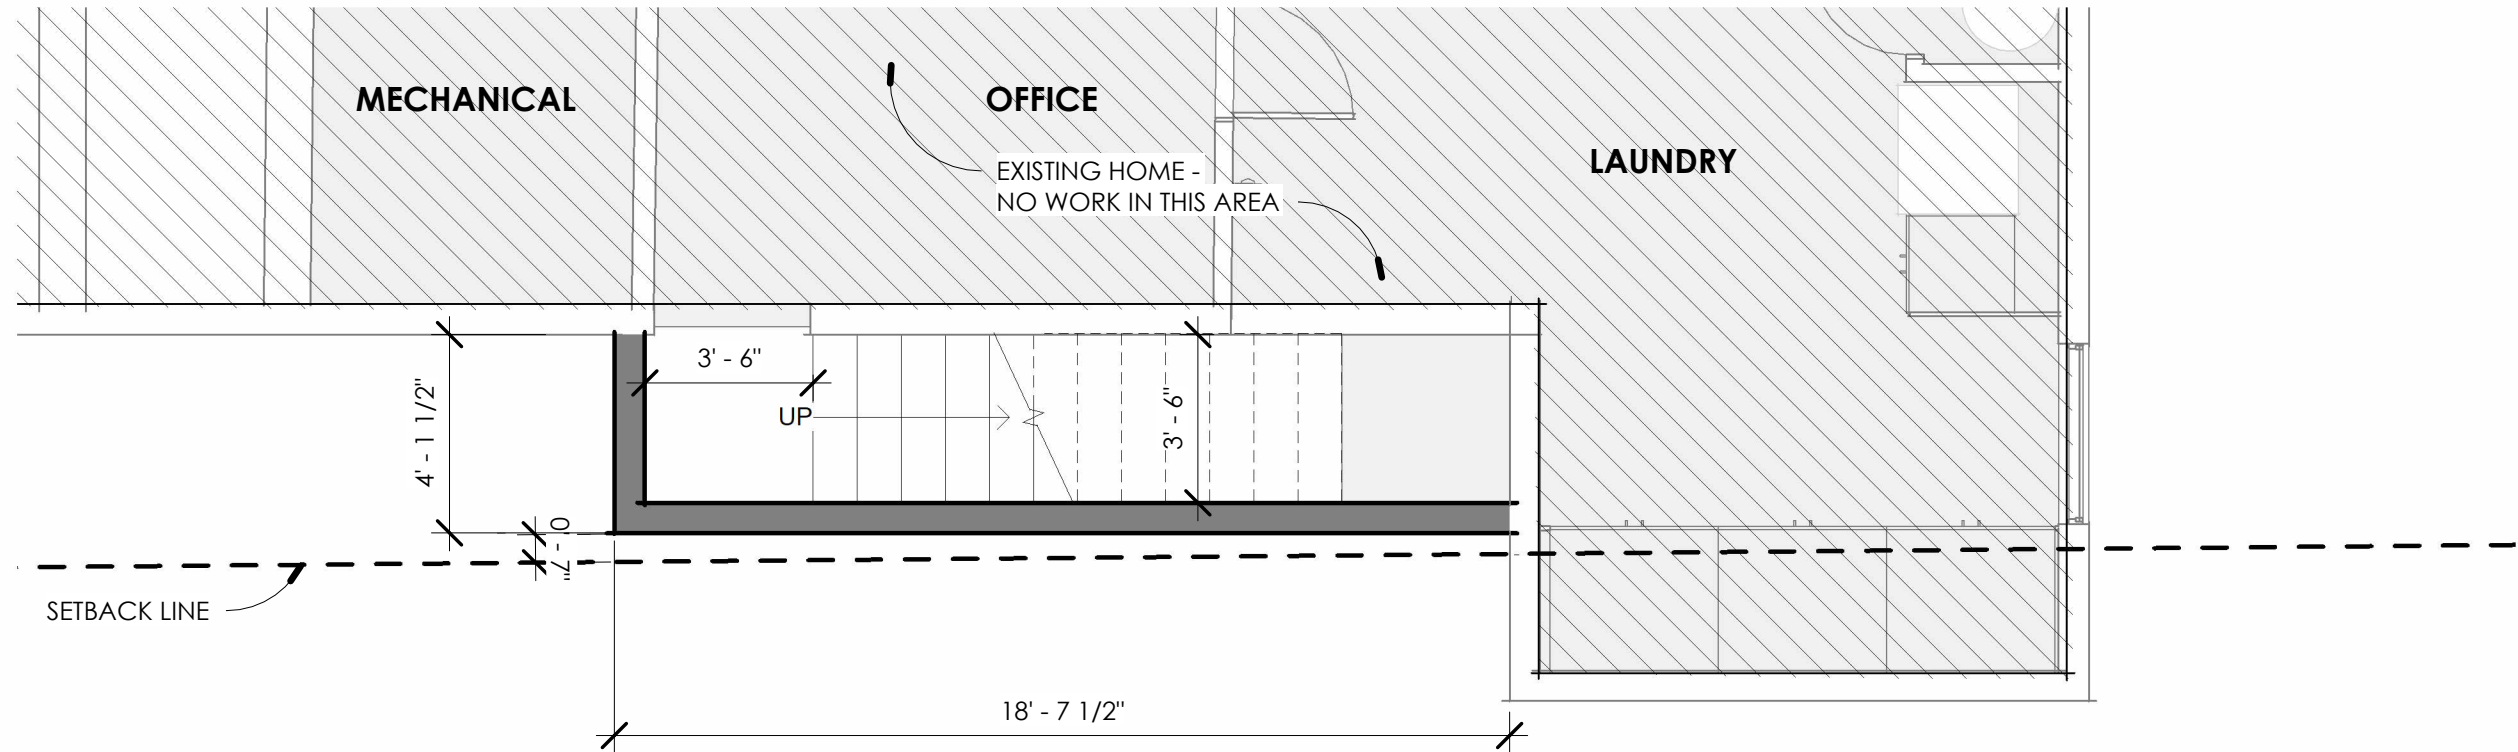 MECHANICAL
OFFICE
LAUNDRY
EXISTING HOME -
NO WORK IN THIS AREA
3' - 6"
UP
3' - 6"
4' - 1 1/2"
0' - 7"
SETBACK LINE
18' - 7 1/2"